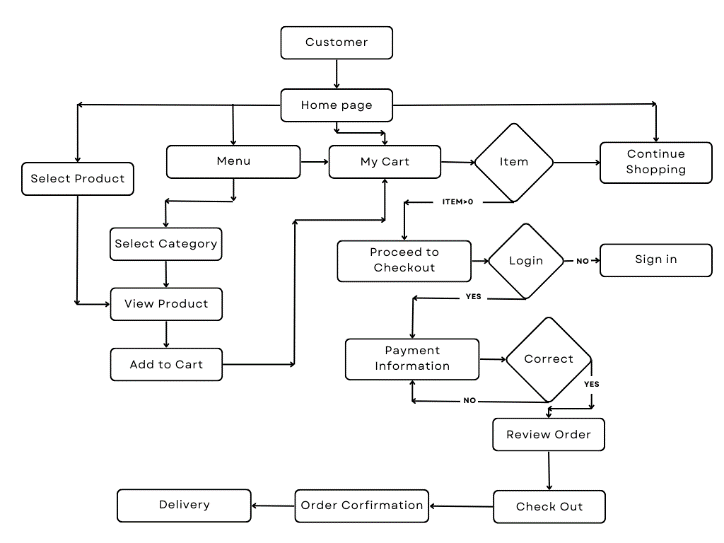 Customer
Home page
Menu
My Cart
Item
Continue
Shopping
Select Product
ITEM>0
Select Category
Proceed to
Checkout
Login
NO
Sign in
YES
View Product
Payment
Information
Correct
Add to Cart
YES
NO
Review Order
Delivery
Order Corfirmation
Check Out